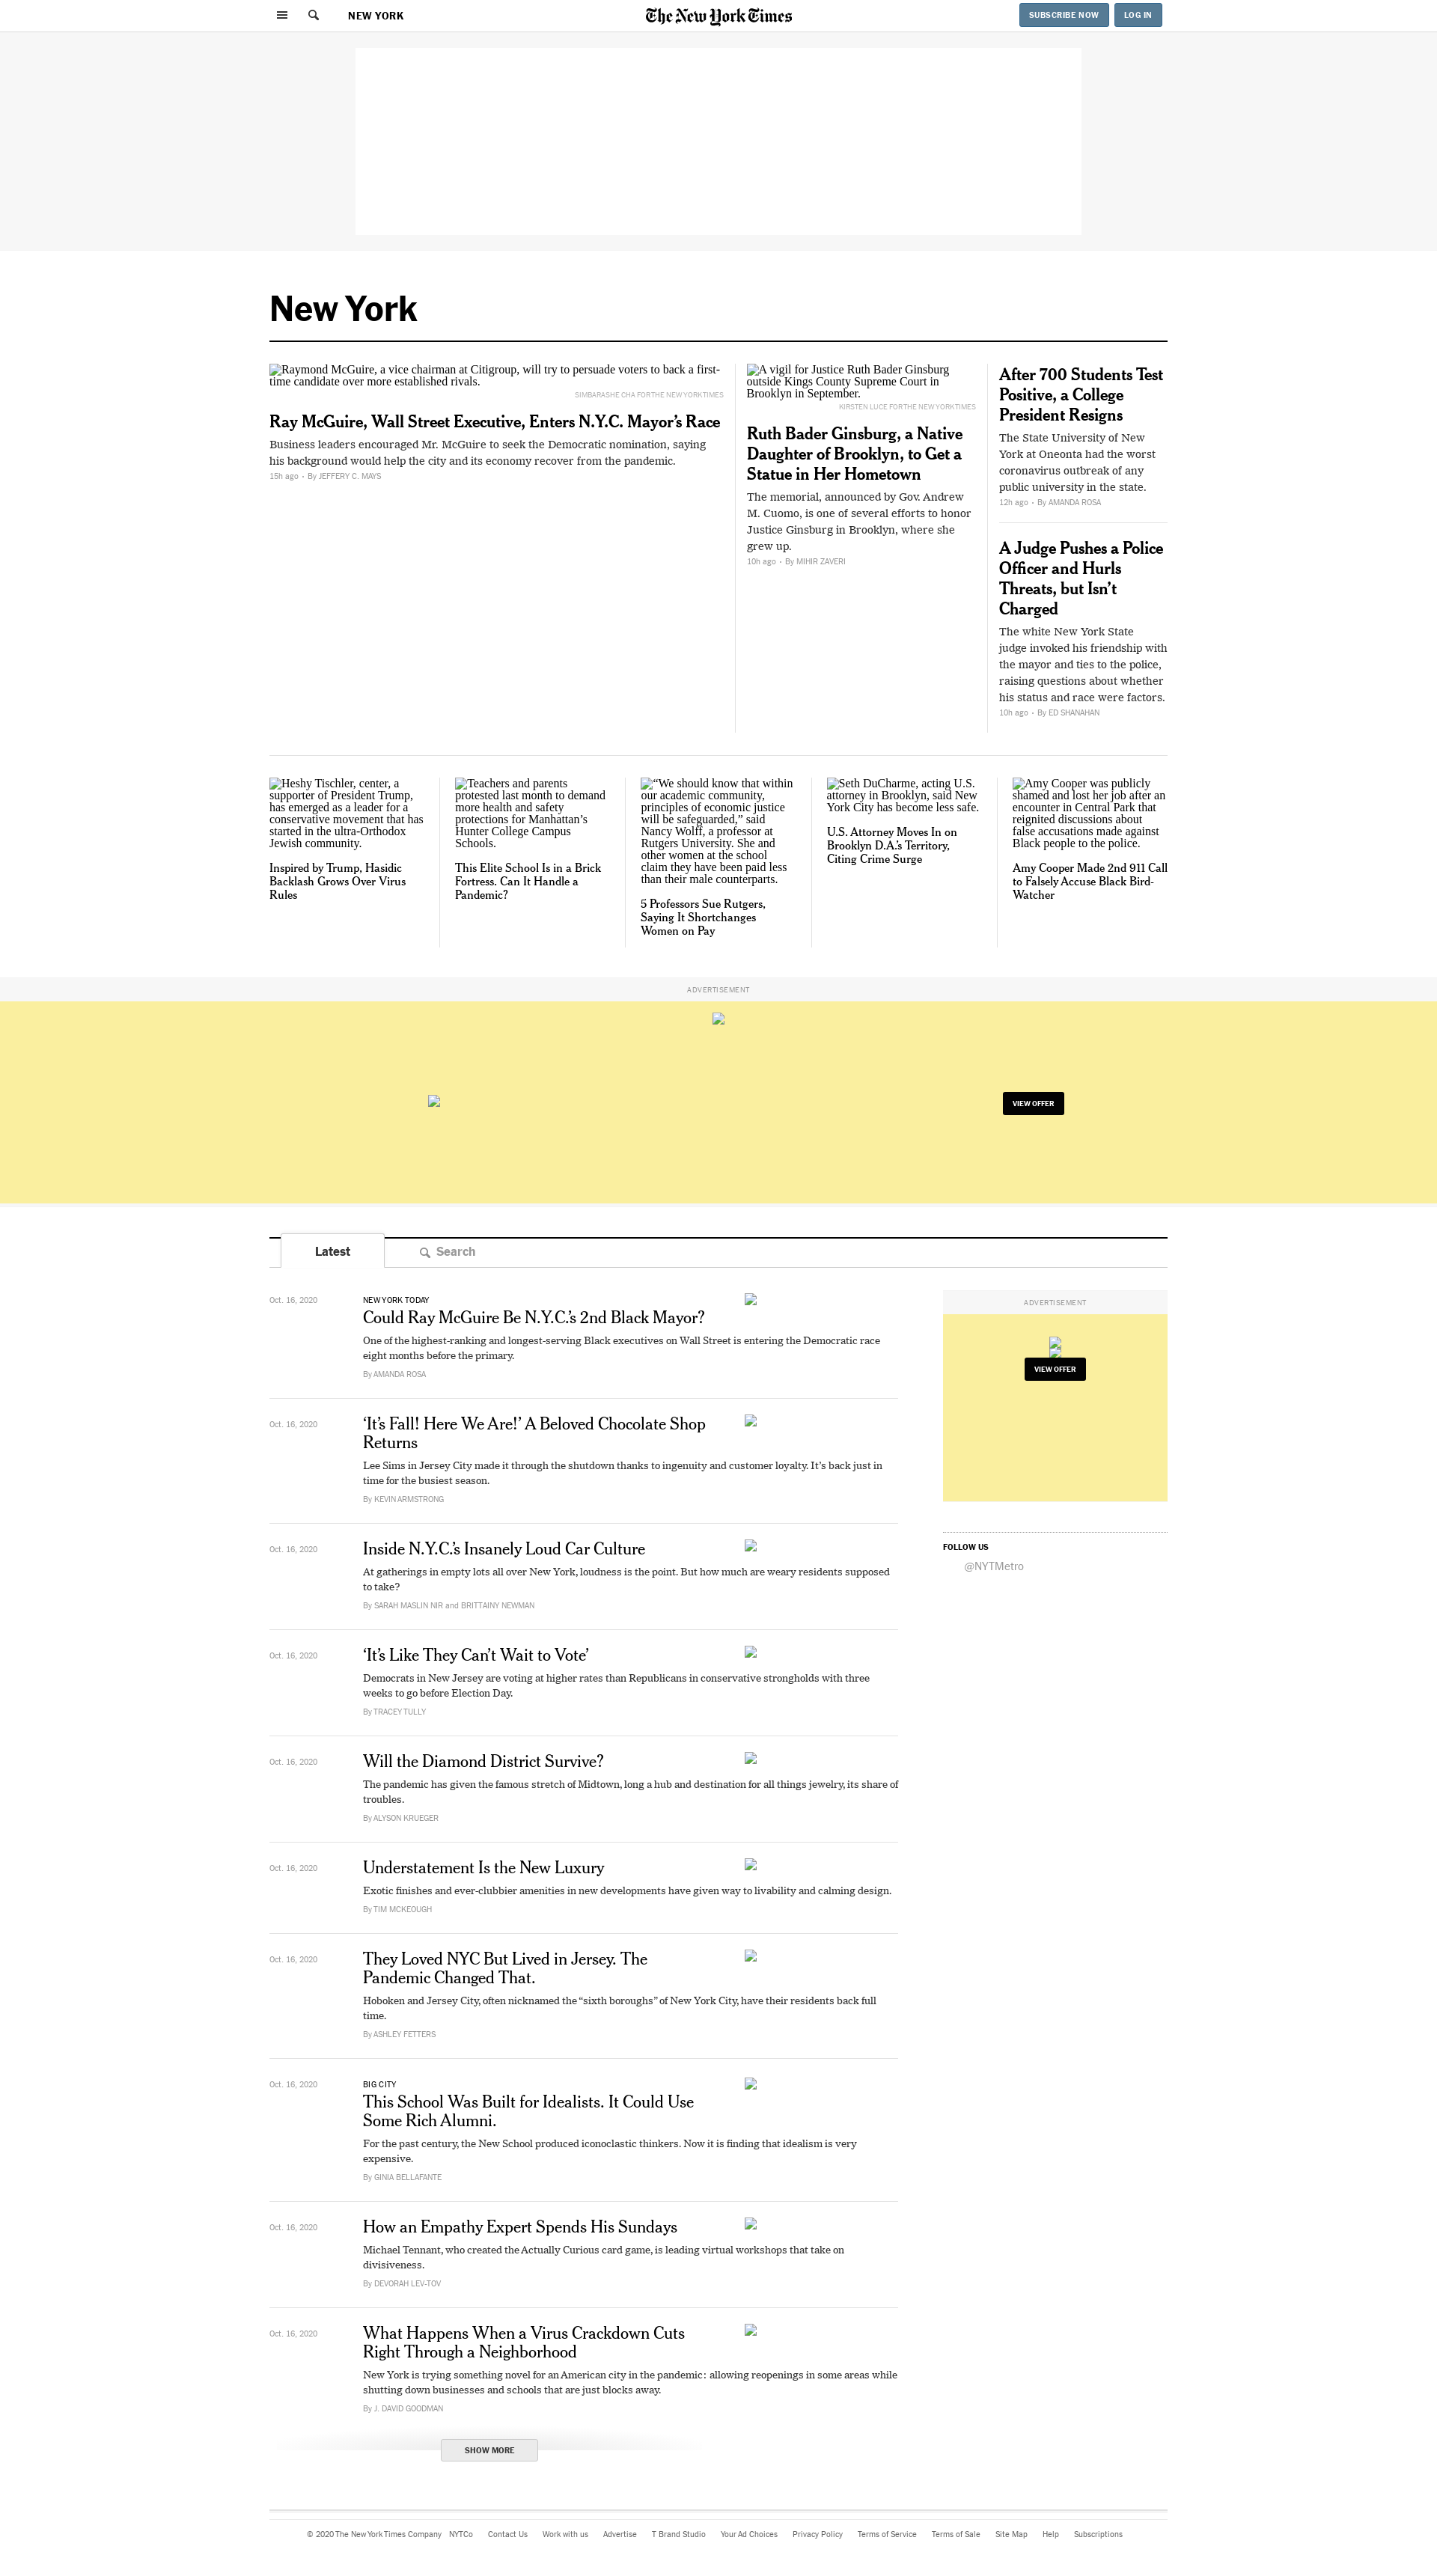 NEW YORK
The New York Times
SUBSCRIBE NOW
LOG IN
New York
Raymond McGuire, a vice chairman at Citigroup, will try to persuade voters to back a first-
time candidate over more established rivals.
SIMBARASHE CHA FOR THE NEW YORK TIMES
Ray McGuire, Wall Street Executive, Enters N.Y.C. Mayor’s Race
Business leaders encouraged Mr. McGuire to seek the Democratic nomination, saying
his background would help the city and its economy recover from the pandemic.
15h ago • By JEFFERY C. MAYS
A vigil for Justice Ruth Bader Ginsburg
outside Kings County Supreme Court in
Brooklyn in September.
KIRSTEN LUCE FOR THE NEW YORK TIMES
Ruth Bader Ginsburg, a Native
Daughter of Brooklyn, to Get a
Statue in Her Hometown
The memorial, announced by Gov. Andrew
M. Cuomo, is one of several efforts to honor
Justice Ginsburg in Brooklyn, where she
grew up.
10h ago • By MIHIR ZAVERI
After 700 Students Test
Positive, a College
President Resigns
The State University of New
York at Oneonta had the worst
coronavirus outbreak of any
public university in the state.
12h ago • By AMANDA ROSA
A Judge Pushes a Police
Officer and Hurls
Threats, but Isn’t
Charged
The white New York State
judge invoked his friendship with
the mayor and ties to the police,
raising questions about whether
his status and race were factors.
10h ago • By ED SHANAHAN
Heshy Tischler, center, a
supporter of President Trump,
has emerged as a leader for a
conservative movement that has
started in the ultra-Orthodox
Jewish community.
Inspired by Trump, Hasidic
Backlash Grows Over Virus
Rules
Teachers and parents
protested last month to demand
more health and safety
protections for Manhattan’s
Hunter College Campus
Schools.
This Elite School Is in a Brick
Fortress. Can It Handle a
Pandemic?
“We should know that within
our academic community,
principles of economic justice
will be safeguarded,” said
Nancy Wolff, a professor at
Rutgers University. She and
other women at the school
claim they have been paid less
than their male counterparts.
5 Professors Sue Rutgers,
Saying It Shortchanges
Women on Pay
Seth DuCharme, acting U.S.
attorney in Brooklyn, said New
York City has become less safe.
U.S. Attorney Moves In on
Brooklyn D.A.’s Territory,
Citing Crime Surge
Amy Cooper was publicly
shamed and lost her job after an
encounter in Central Park that
reignited discussions about
false accusations made against
Black people to the police.
Amy Cooper Made 2nd 911 Call
to Falsely Accuse Black Bird-
Watcher
ADVERTISEMENT
VIEW OFFER
Latest
Search
Oct. 16, 2020
NEW YORK TODAY
Could Ray McGuire Be N.Y.C.’s 2nd Black Mayor?
One of the highest-ranking and longest-serving Black executives on Wall Street is entering the Democratic race
eight months before the primary.
By AMANDA ROSA
ADVERTISEMENT
VIEW OFFER
FOLLOW US
@NYTMetro
Oct. 16, 2020
‘It’s Fall! Here We Are!’ A Beloved Chocolate Shop
Returns
Lee Sims in Jersey City made it through the shutdown thanks to ingenuity and customer loyalty. It’s back just in
time for the busiest season.
By KEVIN ARMSTRONG
Oct. 16, 2020
Inside N.Y.C.’s Insanely Loud Car Culture
At gatherings in empty lots all over New York, loudness is the point. But how much are weary residents supposed
to take?
By SARAH MASLIN NIR and BRITTAINY NEWMAN
Oct. 16, 2020
‘It’s Like They Can’t Wait to Vote’
Democrats in New Jersey are voting at higher rates than Republicans in conservative strongholds with three
weeks to go before Election Day.
By TRACEY TULLY
Oct. 16, 2020
Will the Diamond District Survive?
The pandemic has given the famous stretch of Midtown, long a hub and destination for all things jewelry, its share of
troubles.
By ALYSON KRUEGER
Oct. 16, 2020
Understatement Is the New Luxury
Exotic finishes and ever-clubbier amenities in new developments have given way to livability and calming design.
By TIM MCKEOUGH
Oct. 16, 2020
They Loved NYC But Lived in Jersey. The
Pandemic Changed That.
Hoboken and Jersey City, often nicknamed the “sixth boroughs” of New York City, have their residents back full
time.
By ASHLEY FETTERS
Oct. 16, 2020
BIG CITY
This School Was Built for Idealists. It Could Use
Some Rich Alumni.
For the past century, the New School produced iconoclastic thinkers. Now it is finding that idealism is very
expensive.
By GINIA BELLAFANTE
Oct. 16, 2020
How an Empathy Expert Spends His Sundays
Michael Tennant, who created the Actually Curious card game, is leading virtual workshops that take on
divisiveness.
By DEVORAH LEV-TOV
Oct. 16, 2020
What Happens When a Virus Crackdown Cuts
Right Through a Neighborhood
New York is trying something novel for an American city in the pandemic: allowing reopenings in some areas while
shutting down businesses and schools that are just blocks away.
By J. DAVID GOODMAN
SHOW MORE
© 2020 The New York Times Company NYTCo Contact Us Work with us Advertise T Brand Studio Your Ad Choices Privacy Policy Terms of Service Terms of Sale Site Map Help Subscriptions